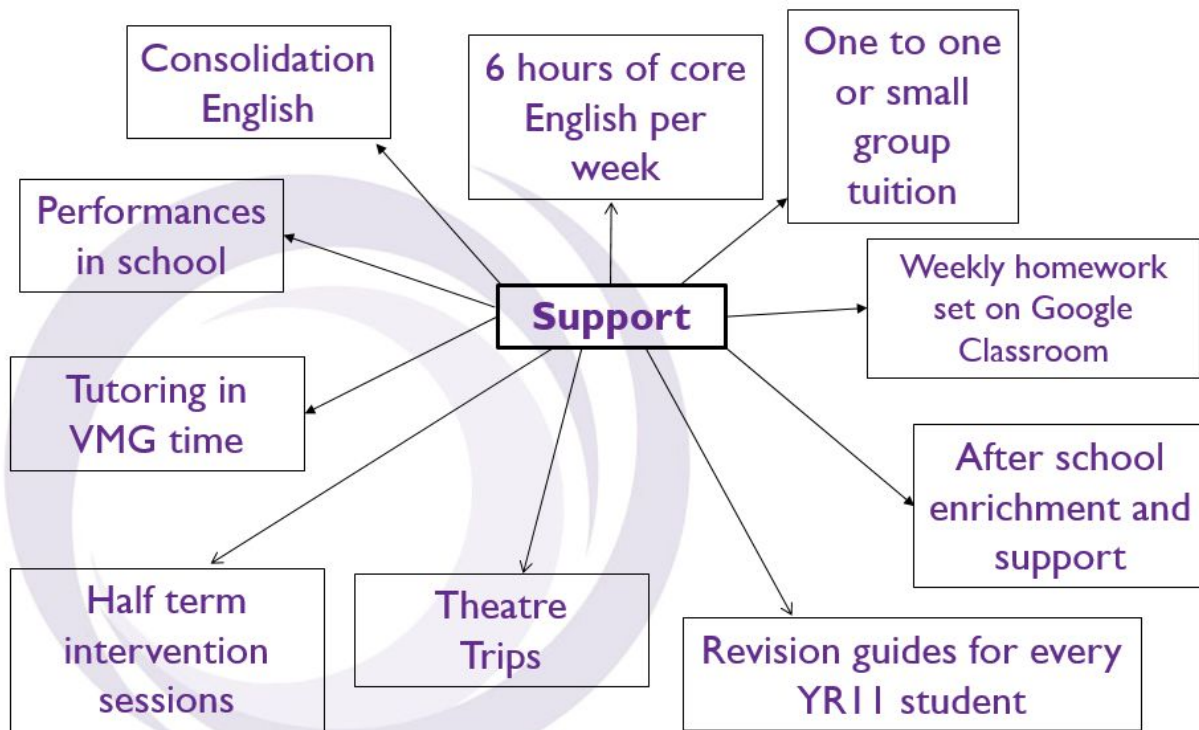 Consolidation
English
6 hours of core
English per
week
One to one
or small
group
tuition
Performances
in school
Support
Weekly homework
set on Google
Classroom
Tutoring in
VMG time
After school
enrichment and
support
Half term
intervention
sessions
Theatre
Trips
Revision guides for every
YR11 student